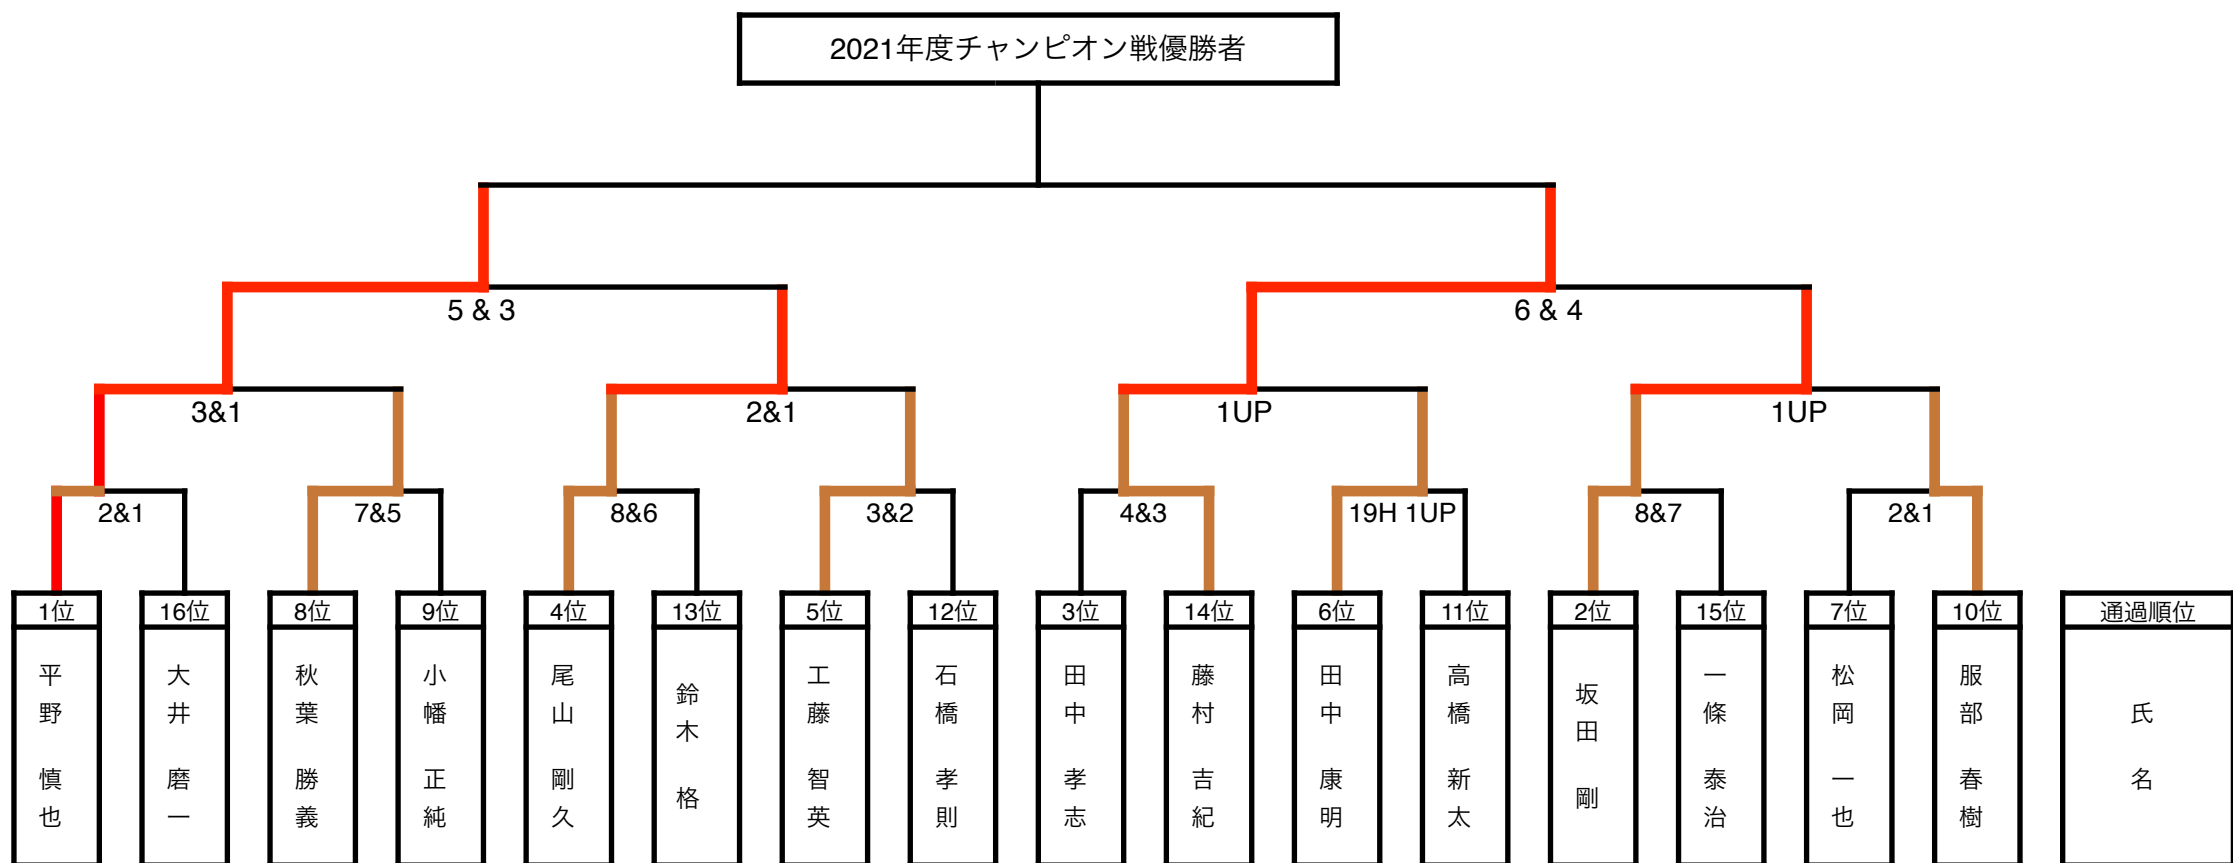 2021年度チャンピオン戦優勝者
5 & 3
6 & 4
3&1
2&1
1UP
1UP
2&1
7&5
8&6
3&2
4&3
19H 1UP
8&7
2&1
1位
16位
8位
9位
4位
13位
5位
12位
3位
14位
6位
11位
2位
15位
7位
10位
通過順位
平野 慎也
大井 磨一
秋葉 勝義
小幡 正純
尾山 剛久
鈴木 格
工藤 智英
石橋 孝則
田中 孝志
藤村 吉紀
田中 康明
高橋 新太
坂田 剛
一條 泰治
松岡 一也
服部 春樹
氏名